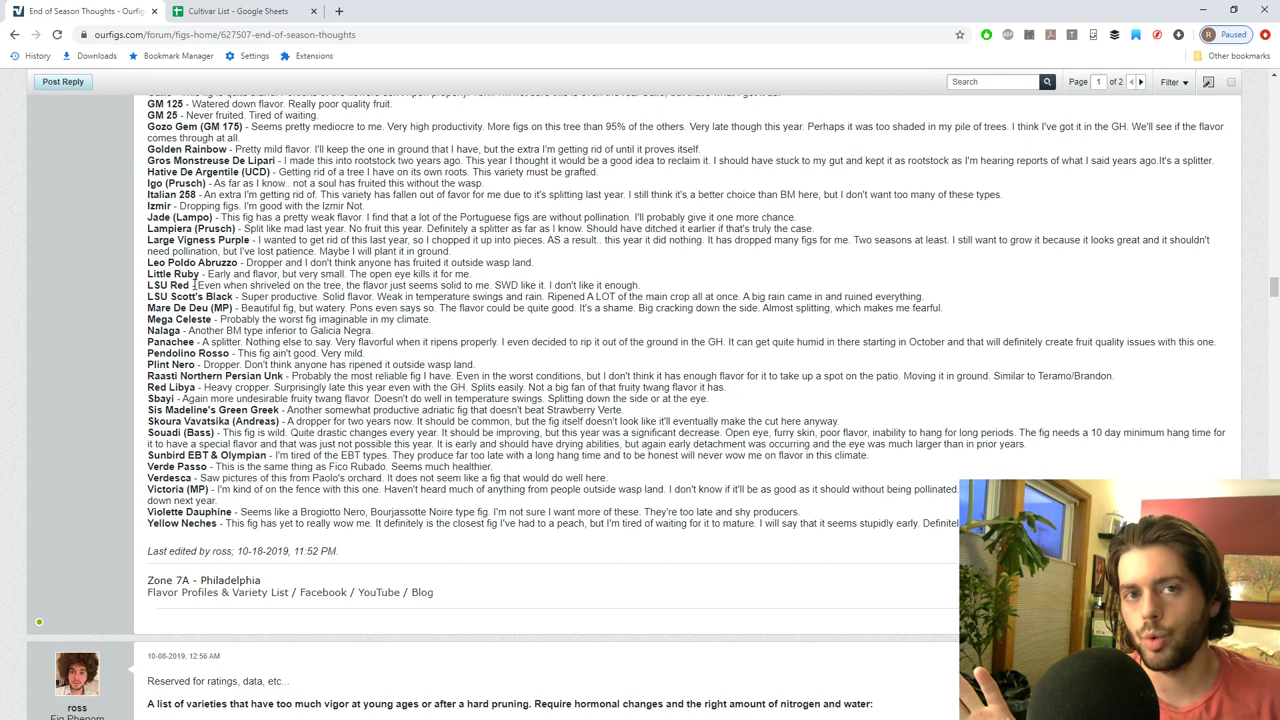 End of Season Thoughts - Our Figs
Cultivar List - Google Sheets
ourfigs.com/forum/figs-home/627507-end-of-season-thoughts
R Paused
History Downloads Bookmark Manager Settings Extensions Other bookmarks
Post Reply Search Page 1 of 2 Filter
GM 125 - Watered down flavor. Really poor quality fruit.
GM 25 - Never fruited. Tired of waiting.
Gozo Gem (GM 175) - Seems pretty mediocre to me. Very high productivity. More figs on this tree than 95% of the others. Very late though this year. Perhaps it was too shaded in my pile of trees. I think I've got it in the GH. We'll see if the flavor
comes through at all.
Golden Rainbow - Pretty mild flavor. I'll keep the one in ground that I have, but the extra I'm getting rid of until it proves itself.
Gros Monstreuse De Lipari - I made this into rootstock two years ago. This year I thought it would be a good idea to reclaim it. I should have stuck to my gut and kept it as rootstock as I'm hearing reports of what I said years ago.It's a splitter.
Hative De Argentile (UCD) - Getting rid of a tree I have on its own roots. This variety must be grafted.
Igo (Prusch) - As far as I know.. not a soul has fruited this without the wasp.
Italian 258 - An extra I'm getting rid of. This variety has fallen out of favor for me due to it's splitting last year. I still think it's a better choice than BM here, but I don't want too many of these types.
Izmir - Dropping figs. I'm good with the Izmir Not.
Jade (Lampo) - This fig has a pretty weak flavor. I find that a lot of the Portuguese figs are without pollination. I'll probably give it one more chance.
Lampiera (Prusch) - Split like mad last year. No fruit this year. Definitely a splitter as far as I know. Should have ditched it earlier if that's truly the case.
Large Vigness Purple - I wanted to get rid of this last year, so I chopped it up into pieces. AS a result.. this year it did nothing. It has dropped many figs for me. Two seasons at least. I still want to grow it because it looks great and it shouldn't
need pollination, but I've lost patience. Maybe I will plant it in ground.
Leo Poldo Abruzzo - Dropper and I don't think anyone has fruited it outside wasp land.
Little Ruby - Early and flavor, but very small. The open eye kills it for me.
LSU Red - Even when shriveled on the tree, the flavor just seems solid to me. SWD like it. I don't like it enough.
LSU Scott's Black - Super productive. Solid flavor. Weak in temperature swings and rain. Ripened A LOT of the main crop all at once. A big rain came in and ruined everything.
Mare De Deu (MP) - Beautiful fig, but watery. Pons even says so. The flavor could be quite good. It's a shame. Big cracking down the side. Almost splitting, which makes me fearful.
Mega Celeste - Probably the worst fig imaginable in my climate.
Nalaga - Another BM type inferior to Galicia Negra.
Panachee - A splitter. Nothing else to say. Very flavorful when it ripens properly. I even decided to rip it out of the ground in the GH. It can get quite humid in there starting in October and that will definitely create fruit quality issues with this one.
Pendolino Rosso - This fig ain't good. Very mild.
Plint Nero - Dropper. Don't think anyone has ripened it outside wasp land.
Raasti Northern Persian Unk - Probably the most reliable fig I have. Even in the worst conditions, but I don't think it has enough flavor for it to take up a spot on the patio. Moving it in ground. Similar to Teramo/Brandon.
Red Libya - Heavy cropper. Surprisingly late this year even with the GH. Splits easily. Not a big fan of that fruity twang flavor it has.
Sbayi - Again more undesirable fruity twang flavor. Doesn't do well in temperature swings. Splitting down the side or at the eye.
Sis Madeline's Green Greek - Another somewhat productive adriatic fig that doesn't beat Strawberry Verte.
Skoura Vavatsika (Andreas) - A dropper for two years now. It should be common, but the fig itself doesn't look like it'll eventually make the cut here anyway.
Souadi (Bass) - This fig is wild. Quite drastic changes every year. It should be improving, but this year was a significant decrease. Open eye, furry skin, poor flavor, inability to hang for long periods. The fig needs a 10 day minimum hang time for
it to have a special flavor and that was just not possible this year. It is early and should have drying abilities, but again early detachment was occurring and the eye was much larger than in prior years.
Sunbird EBT & Olympian - I'm tired of the EBT types. They produce far too late with a long hang time and to be honest will never wow me on flavor in this climate.
Verde Passo - This is the same thing as Fico Rubado. Seems much healthier.
Verdesca - Saw pictures of this from Paolo's orchard. It does not seem like a fig that would do well here.
Victoria (MP) - I'm kind of on the fence with this one. Haven't heard much of anything from people outside wasp land. I don't know if it'll be as good as it should without being pollinated.
down next year.
Violette Dauphine - Seems like a Brogiotto Nero, Bourjassotte Noire type fig. I'm not sure I want more of these. They're too late and shy producers.
Yellow Neches - This fig has yet to really wow me. It definitely is the closest fig I've had to a peach, but I'm tired of waiting for it to mature. I will say that it seems stupidly early.
Last edited by ross; 10-18-2019, 11:52 PM.
Zone 7A - Philadelphia
Flavor Profiles & Variety List / Facebook / YouTube / Blog
10-08-2019, 12:56 AM
Reserved for ratings, data, etc...
ross
A list of varieties that have too much vigor at young ages or after a hard pruning. Require hormonal changes and the right amount of nitrogen and water:
Fig Phenom